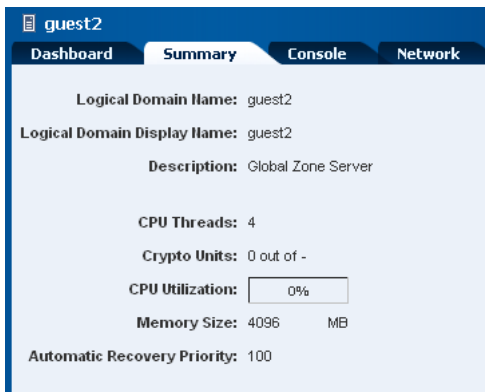 guest2
Dashboard Summary Console Network
Logical Domain Name: guest2
Logical Domain Display Name: guest2
Description: Global Zone Server
CPU Threads: 4
Crypto Units: 0 out of -
CPU Utilization: 0%
Memory Size: 4096 MB
Automatic Recovery Priority: 100